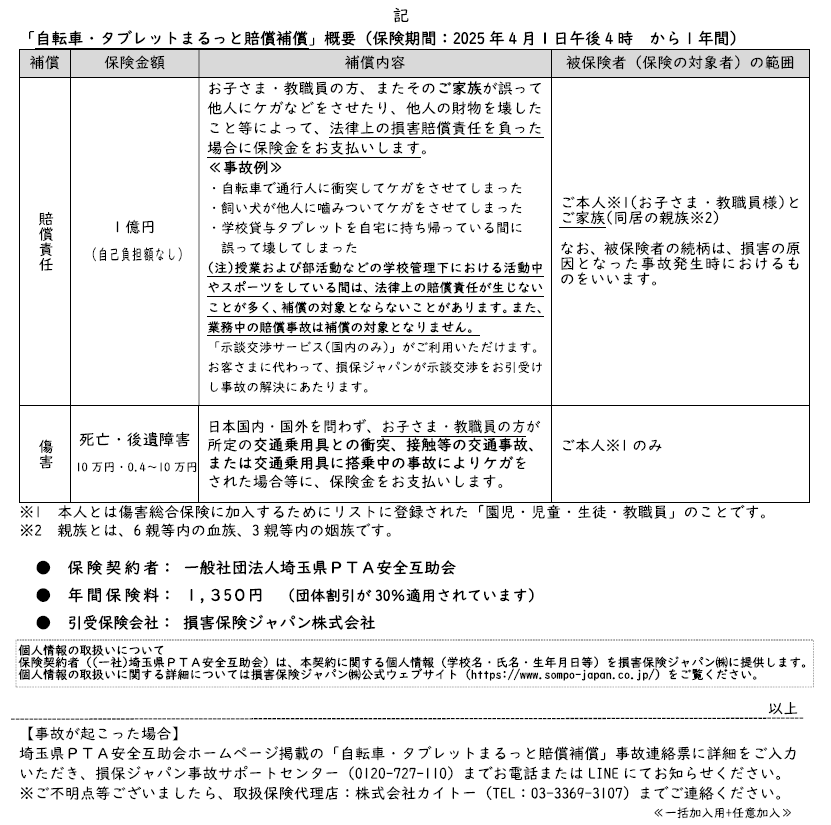 記
「自転車・タブレットまるっと賠償補償」概要（保険期間：2025年4月1日午後4時　から1年間）
補償
保険金額
補償内容
被保険者（保険の対象者）の範囲
賠償責任
1億円
（自己負担額なし）
お子さま・教職員の方、またそのご家族が誤って
他人にケガなどをさせたり、他人の財物を壊した
こと等によって、法律上の損害賠償責任を負った
場合に保険金をお支払いします。
≪事故例≫
・自転車で通行人に衝突してケガをさせてしまった
・飼い犬が他人に嚙みついてケガをさせてしまった
・学校貸与タブレットを自宅に持ち帰っている間に
誤って壊してしまった
(注)授業および部活動などの学校管理下における活動中
やスポーツをしている間は、法律上の賠償責任が生じない
ことが多く、補償の対象とならないことがあります。また、
業務中の賠償事故は補償の対象となりません。
「示談交渉サービス(国内のみ)」がご利用いただけます。
お客さまに代わって、損保ジャパンが示談交渉をお引受け
し事故の解決にあたります。
ご本人※1(お子さま・教職員様)と
ご家族(同居の親族※2)
なお、被保険者の続柄は、損害の原
因となった事故発生時におけるも
のをいいます。
傷害
死亡・後遺障害
10万円・0.4～10万円
日本国内・国外を問わず、お子さま・教職員の方が
所定の交通乗用具との衝突、接触等の交通事故、
または交通乗用具に搭乗中の事故によりケガを
された場合等に、保険金をお支払いします。
ご本人※1のみ
※1　本人とは傷害総合保険に加入するためにリストに登録された「園児・児童・生徒・教職員」のことです。
※2　親族とは、6親等内の血族、3親等内の姻族です。
● 保険契約者： 一般社団法人埼玉県ＰＴＡ安全互助会
● 年間保険料： １，３５０円　（団体割引が30％適用されています）
● 引受保険会社： 損害保険ジャパン株式会社
個人情報の取扱いについて
保険契約者（(一社)埼玉県ＰＴＡ安全互助会）は、本契約に関する個人情報（学校名・氏名・生年月日等）を損害保険ジャパン㈱に提供します。
個人情報の取扱いに関する詳細については損害保険ジャパン㈱公式ウェブサイト（https://www.sompo-japan.co.jp/）をご覧ください。
以上
【事故が起こった場合】
埼玉県ＰＴＡ安全互助会ホームページ掲載の「自転車・タブレットまるっと賠償補償」事故連絡票に詳細をご入力
いただき、損保ジャパン事故サポートセンター（0120-727-110）までお電話またはLINEにてお知らせください。
※ご不明点等ございましたら、取扱保険代理店：株式会社カイトー（TEL：03-3369-3107）までご連絡ください。
≪一括加入用+任意加入≫